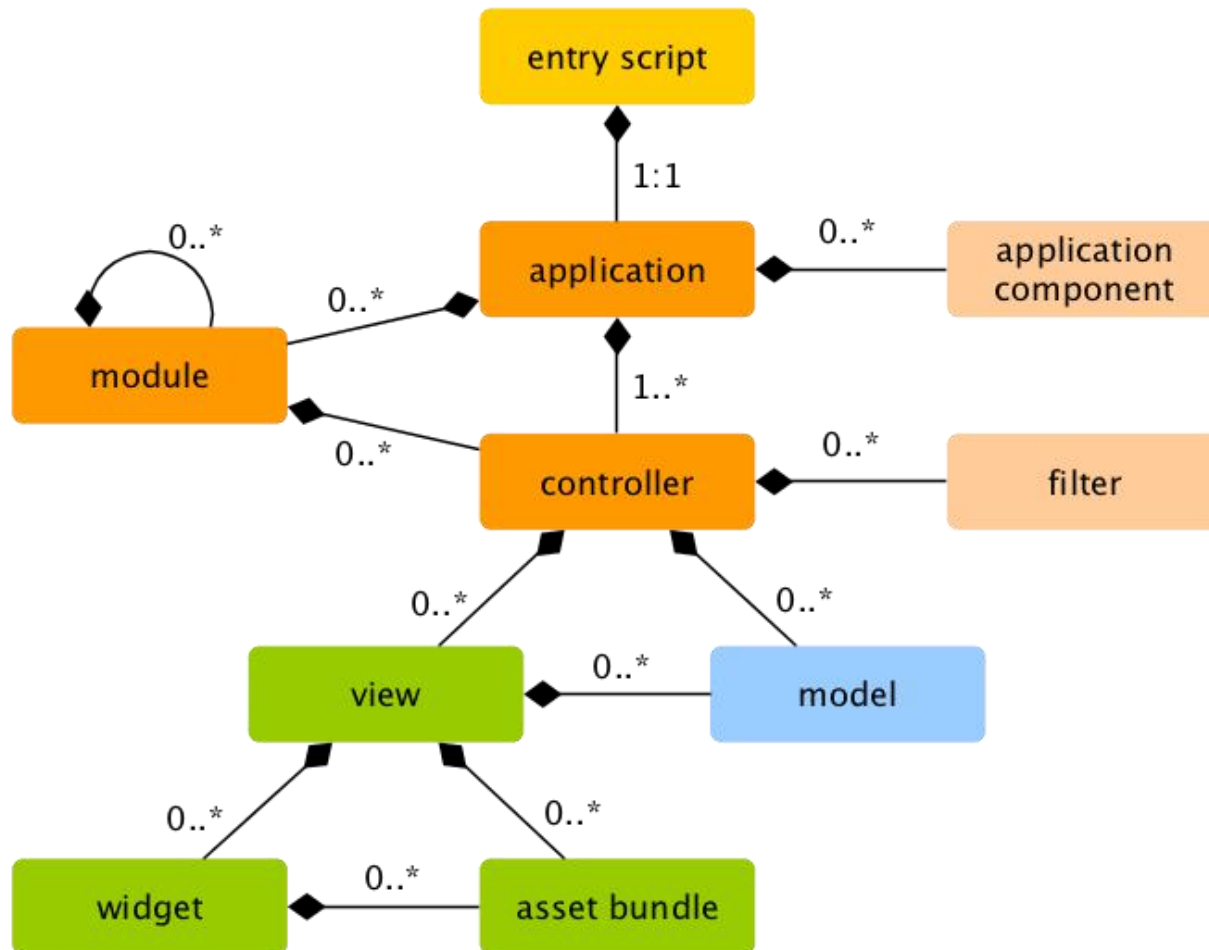 entry script
1:1
0..*
0..*
application
0..*
application
component
module
1..*
0..*
controller
0..*
filter
0..*
0..*
view
0..*
model
0..*
0..*
widget
0..*
asset bundle